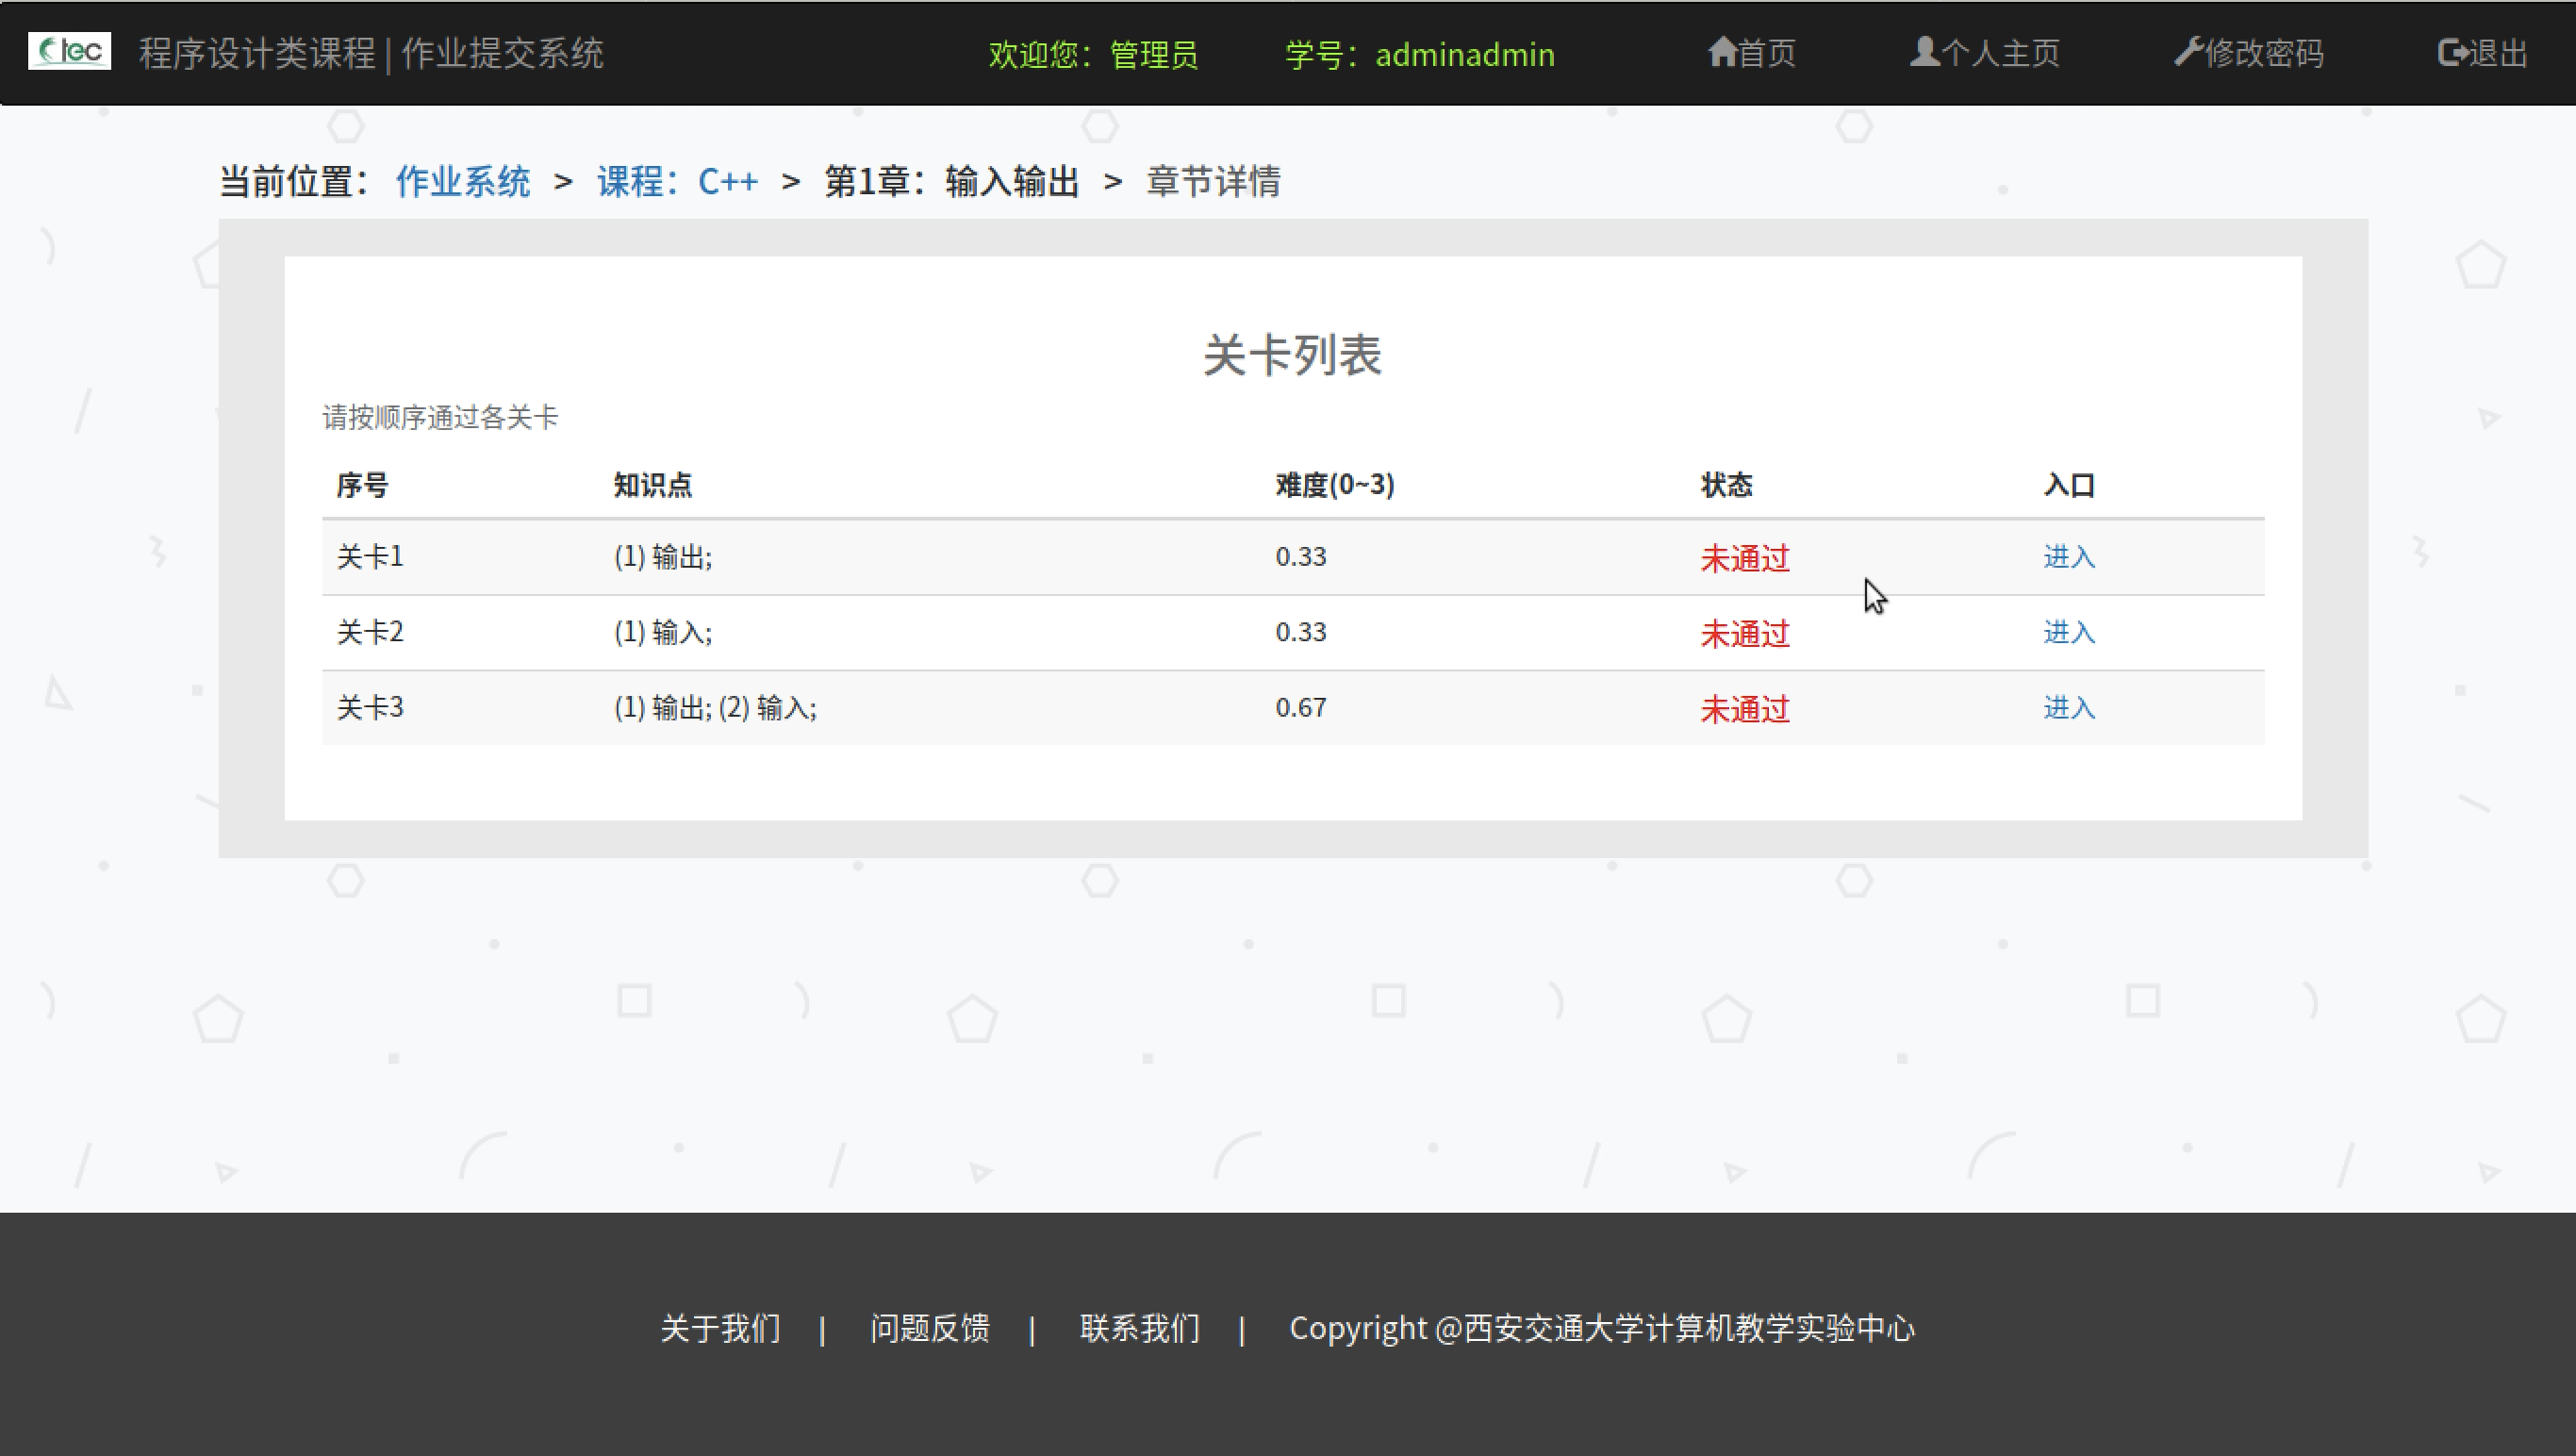 tec 程序设计类课程 | 作业提交系统 欢迎您：管理员 学号：adminadmin 首页 个人主页 修改密码 退出
当前位置： 作业系统 > 课程：C++ > 第1章：输入输出 > 章节详情
关卡列表
请按顺序通过各关卡
序号 知识点 难度(0~3) 状态 入口
关卡1 (1) 输出; 0.33 未通过 进入
关卡2 (1) 输入; 0.33 未通过 进入
关卡3 (1) 输出; (2) 输入; 0.67 未通过 进入
关于我们 | 问题反馈 | 联系我们 | Copyright @西安交通大学计算机教学实验中心